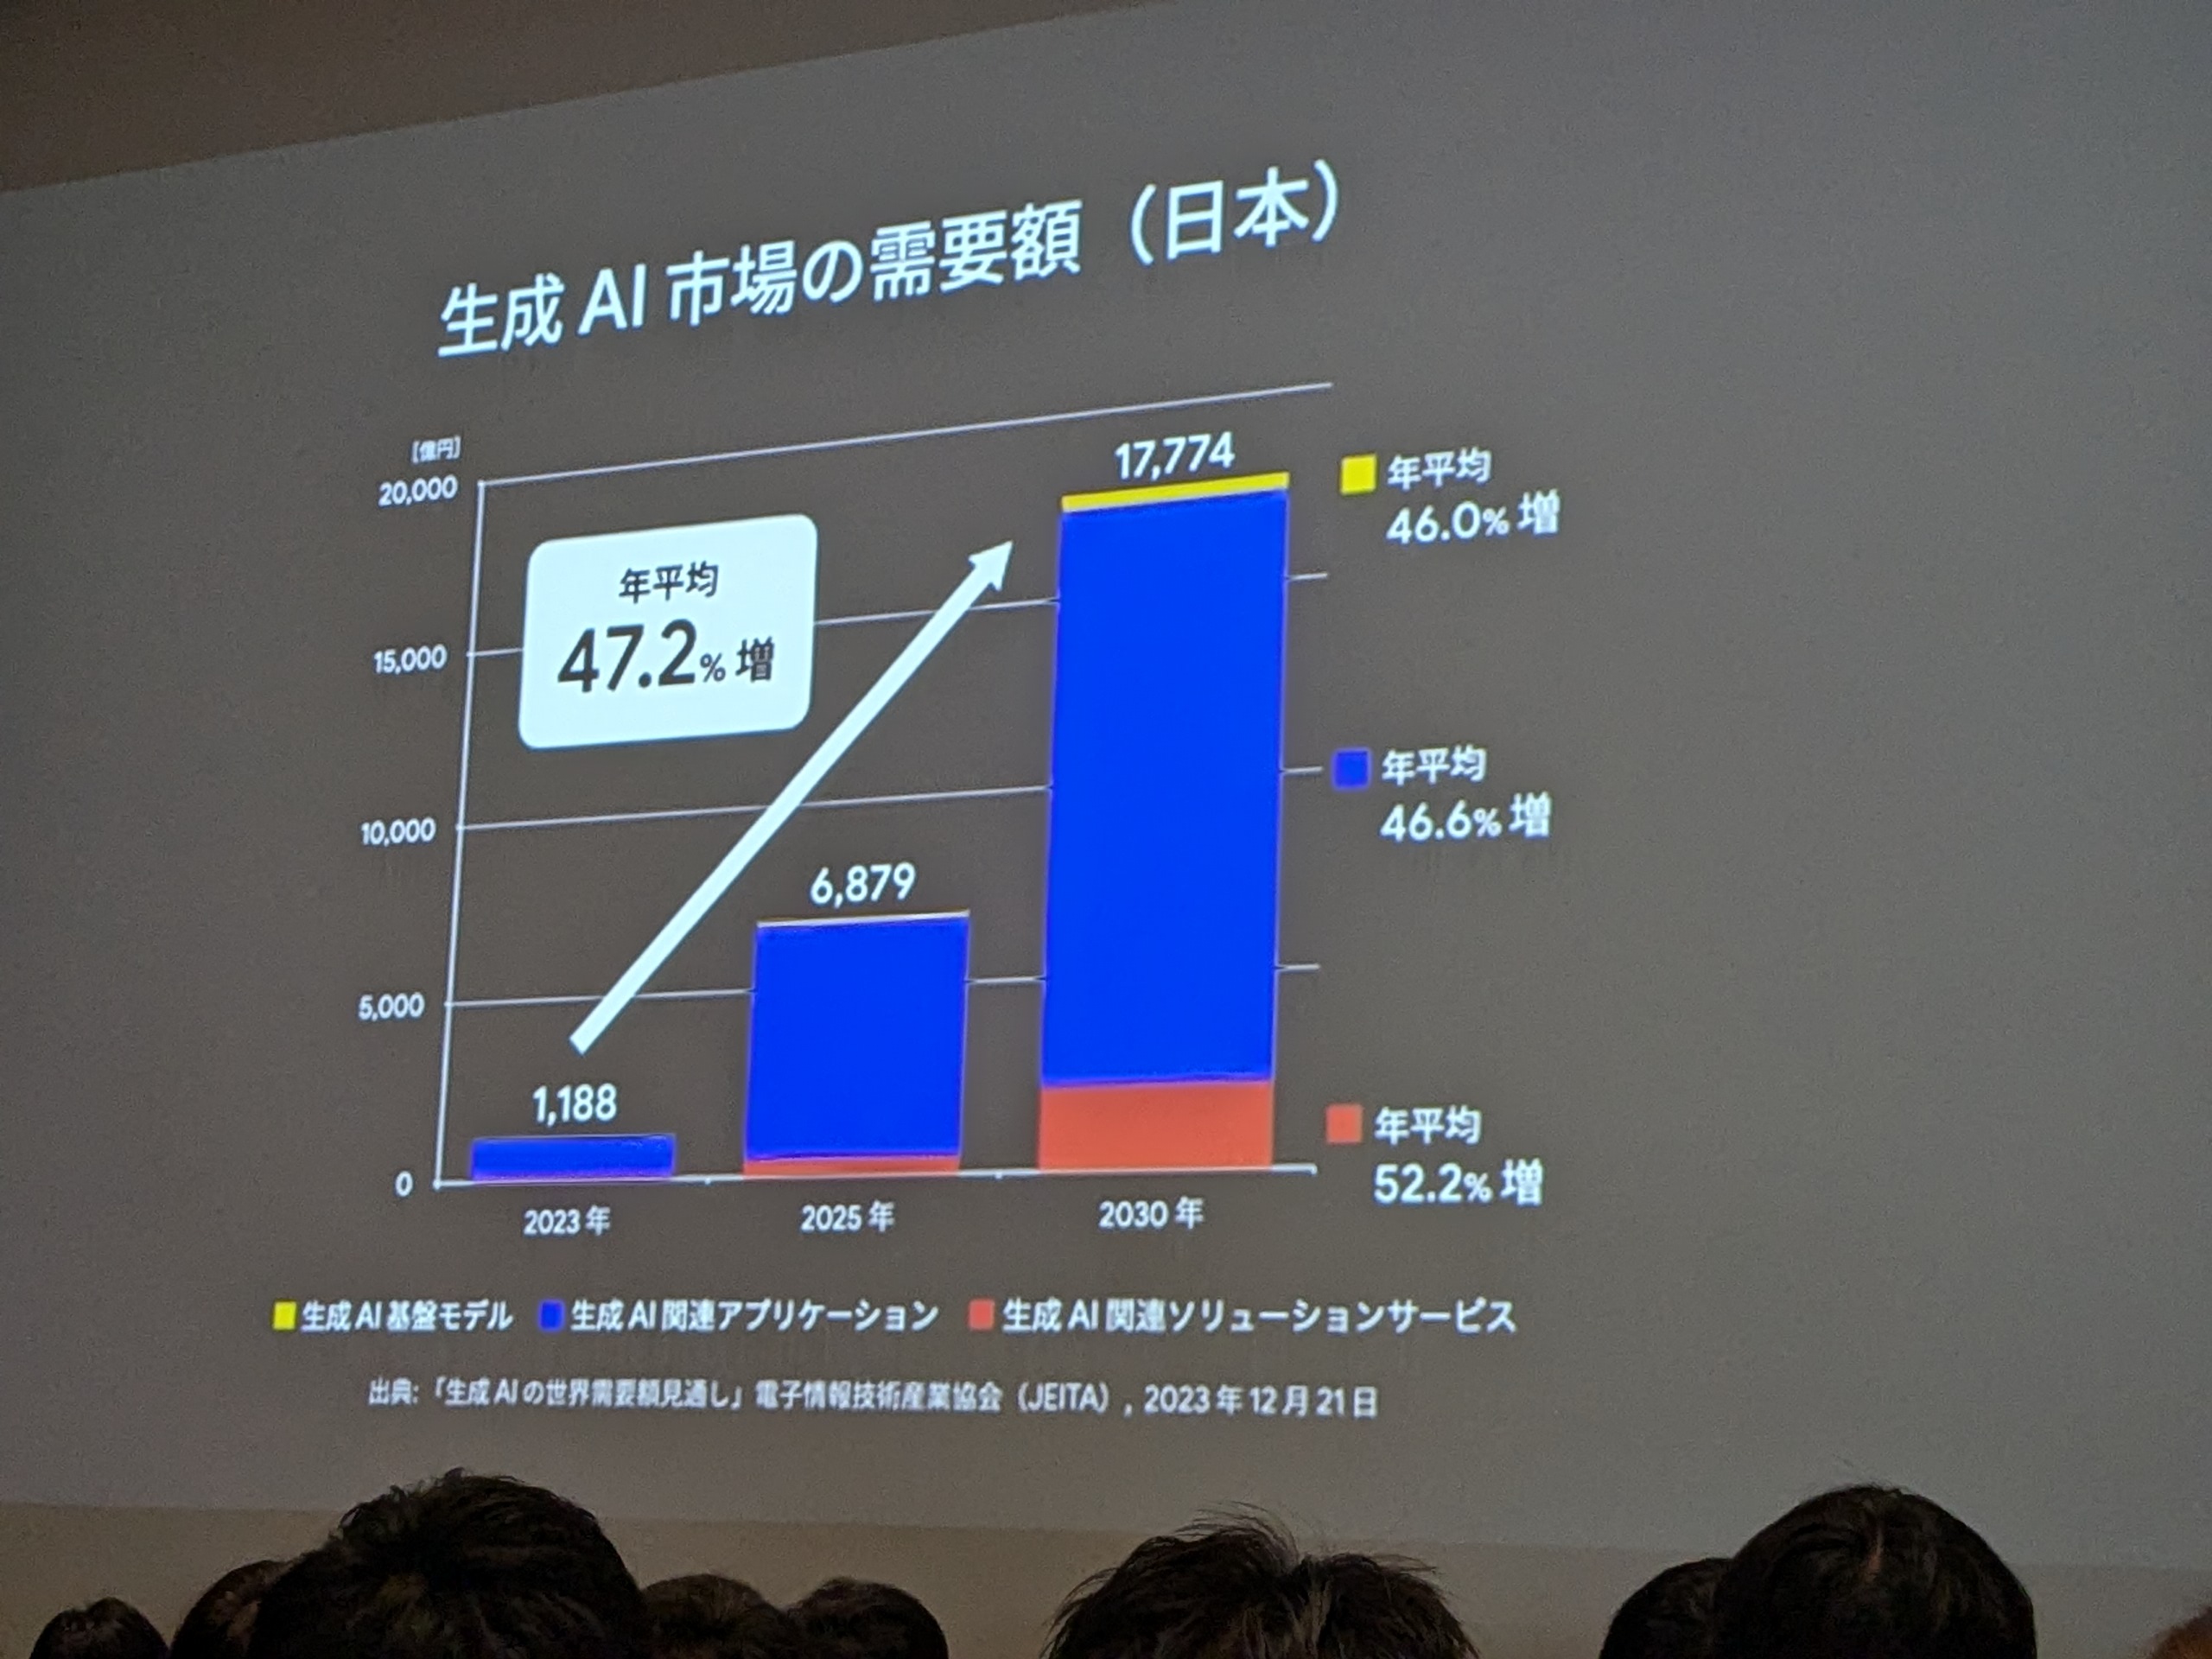 生成 AI 市場の需要額（日本）
[億円]
20,000
15,000
10,000
5,000
0
年平均
47.2% 増
1,188
6,879
17,774
2023 年
2025 年
2030 年
年平均
46.0% 増
年平均
46.6% 増
年平均
52.2% 増
生成 AI 基盤モデル 生成 AI 関連アプリケーション 生成 AI 関連ソリューションサービス
出典:「生成 AI の世界需要額見通し」電子情報技術産業協会（JEITA）, 2023 年 12 月 21 日